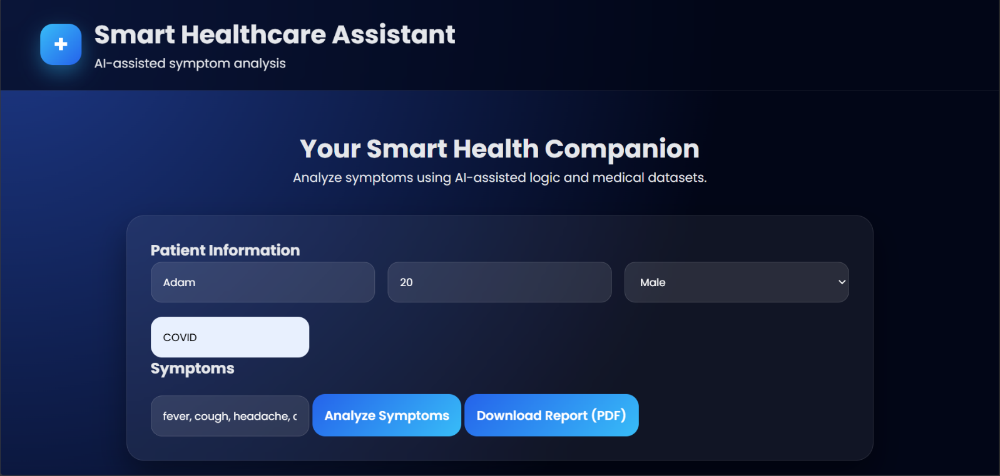 Smart Healthcare Assistant
AI-assisted symptom analysis
Your Smart Health Companion
Analyze symptoms using AI-assisted logic and medical datasets.
Patient Information
Adam
20
Male
COVID
Symptoms
fever, cough, headache,
Analyze Symptoms
Download Report (PDF)